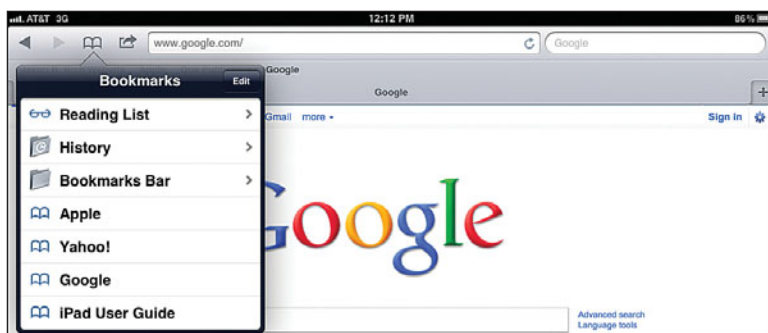 AT&T 3G 12:12 PM 86%
www.google.com/ Google
Google
Bookmarks Edit
Google
Reading List
Gmail more
Sign in
History
Bookmarks Bar
Apple
Google
Yahoo!
Google
iPad User Guide
Advanced search
Language tools